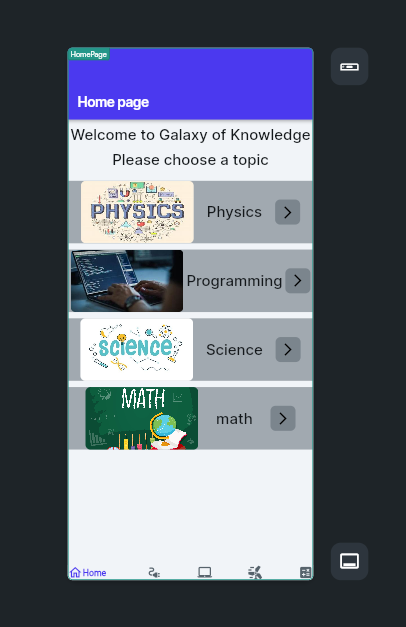 HomePage
Home page
Welcome to Galaxy of Knowledge
Please choose a topic
PHYSICS
Physics
Programming
SCIENCE
Science
MATH
math
Home